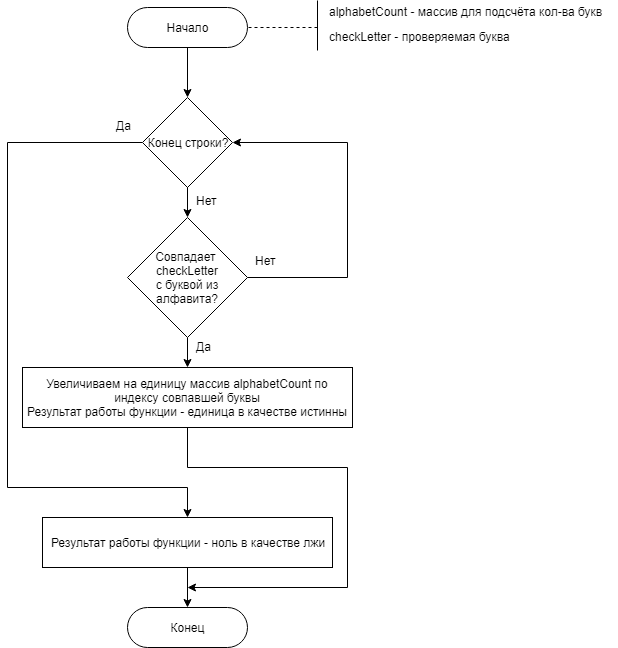 Начало
alphabetCount - массив для подсчёта кол-ва букв
checkLetter - проверяемая буква
Да
Конец строки?
Нет
Совпадает
checkLetter
с буквой из
алфавита?
Нет
Да
Увеличиваем на единицу массив alphabetCount по
индексу совпавшей буквы
Результат работы функции - единица в качестве истинны
Результат работы функции - ноль в качестве лжи
Конец